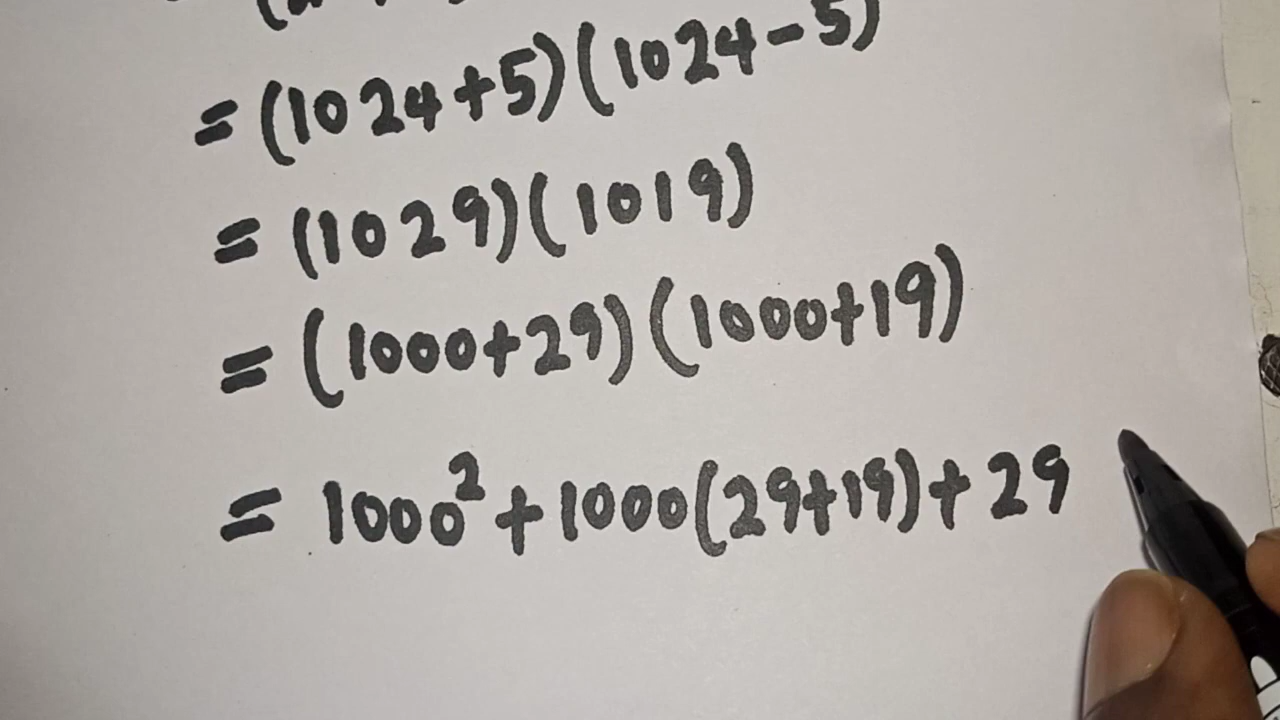 = (1024+5)(1024-5)
= (1029)(1019)
= (1000+29)(1000+19)
= 1000²+1000(29+19)+29